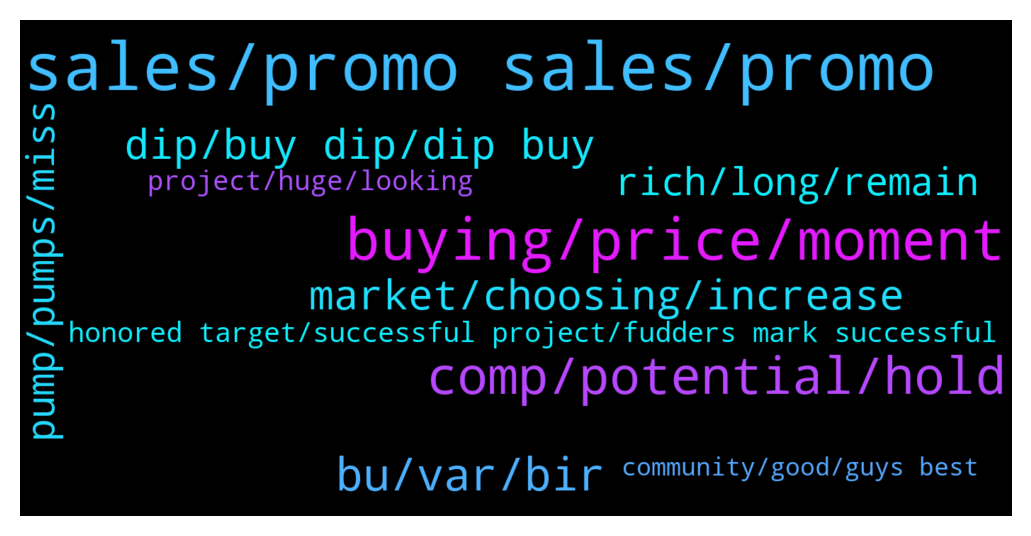 sales/promo sales/promo
pump/pumps/miss
dip/buy dip/dip buy
project/huge/looking
rich/long/remain
buying/price/moment
market/choosing/increase
honored target/successful project/fudders mark successful
comp/potential/hold
bu/var/bir
community/good/guys best